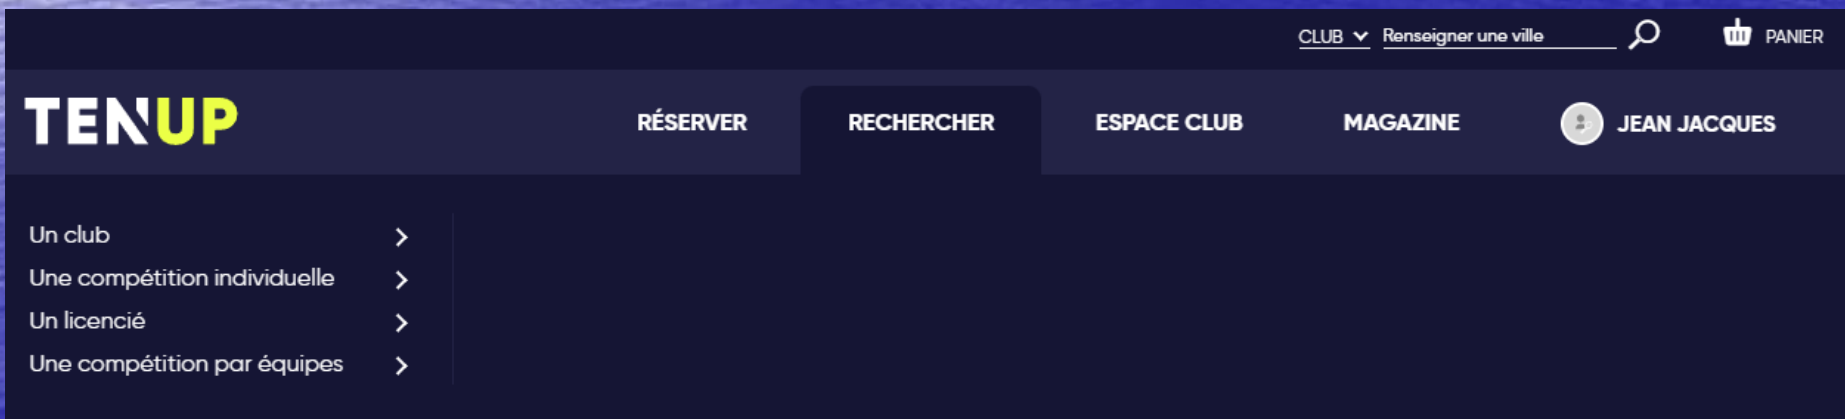 CLUB Renseigner une ville PANIER
TENUP RÉSERVER RECHERCHER ESPACE CLUB MAGAZINE JEAN JACQUES
Un club
Une compétition individuelle
Un licencié
Une compétition par équipes